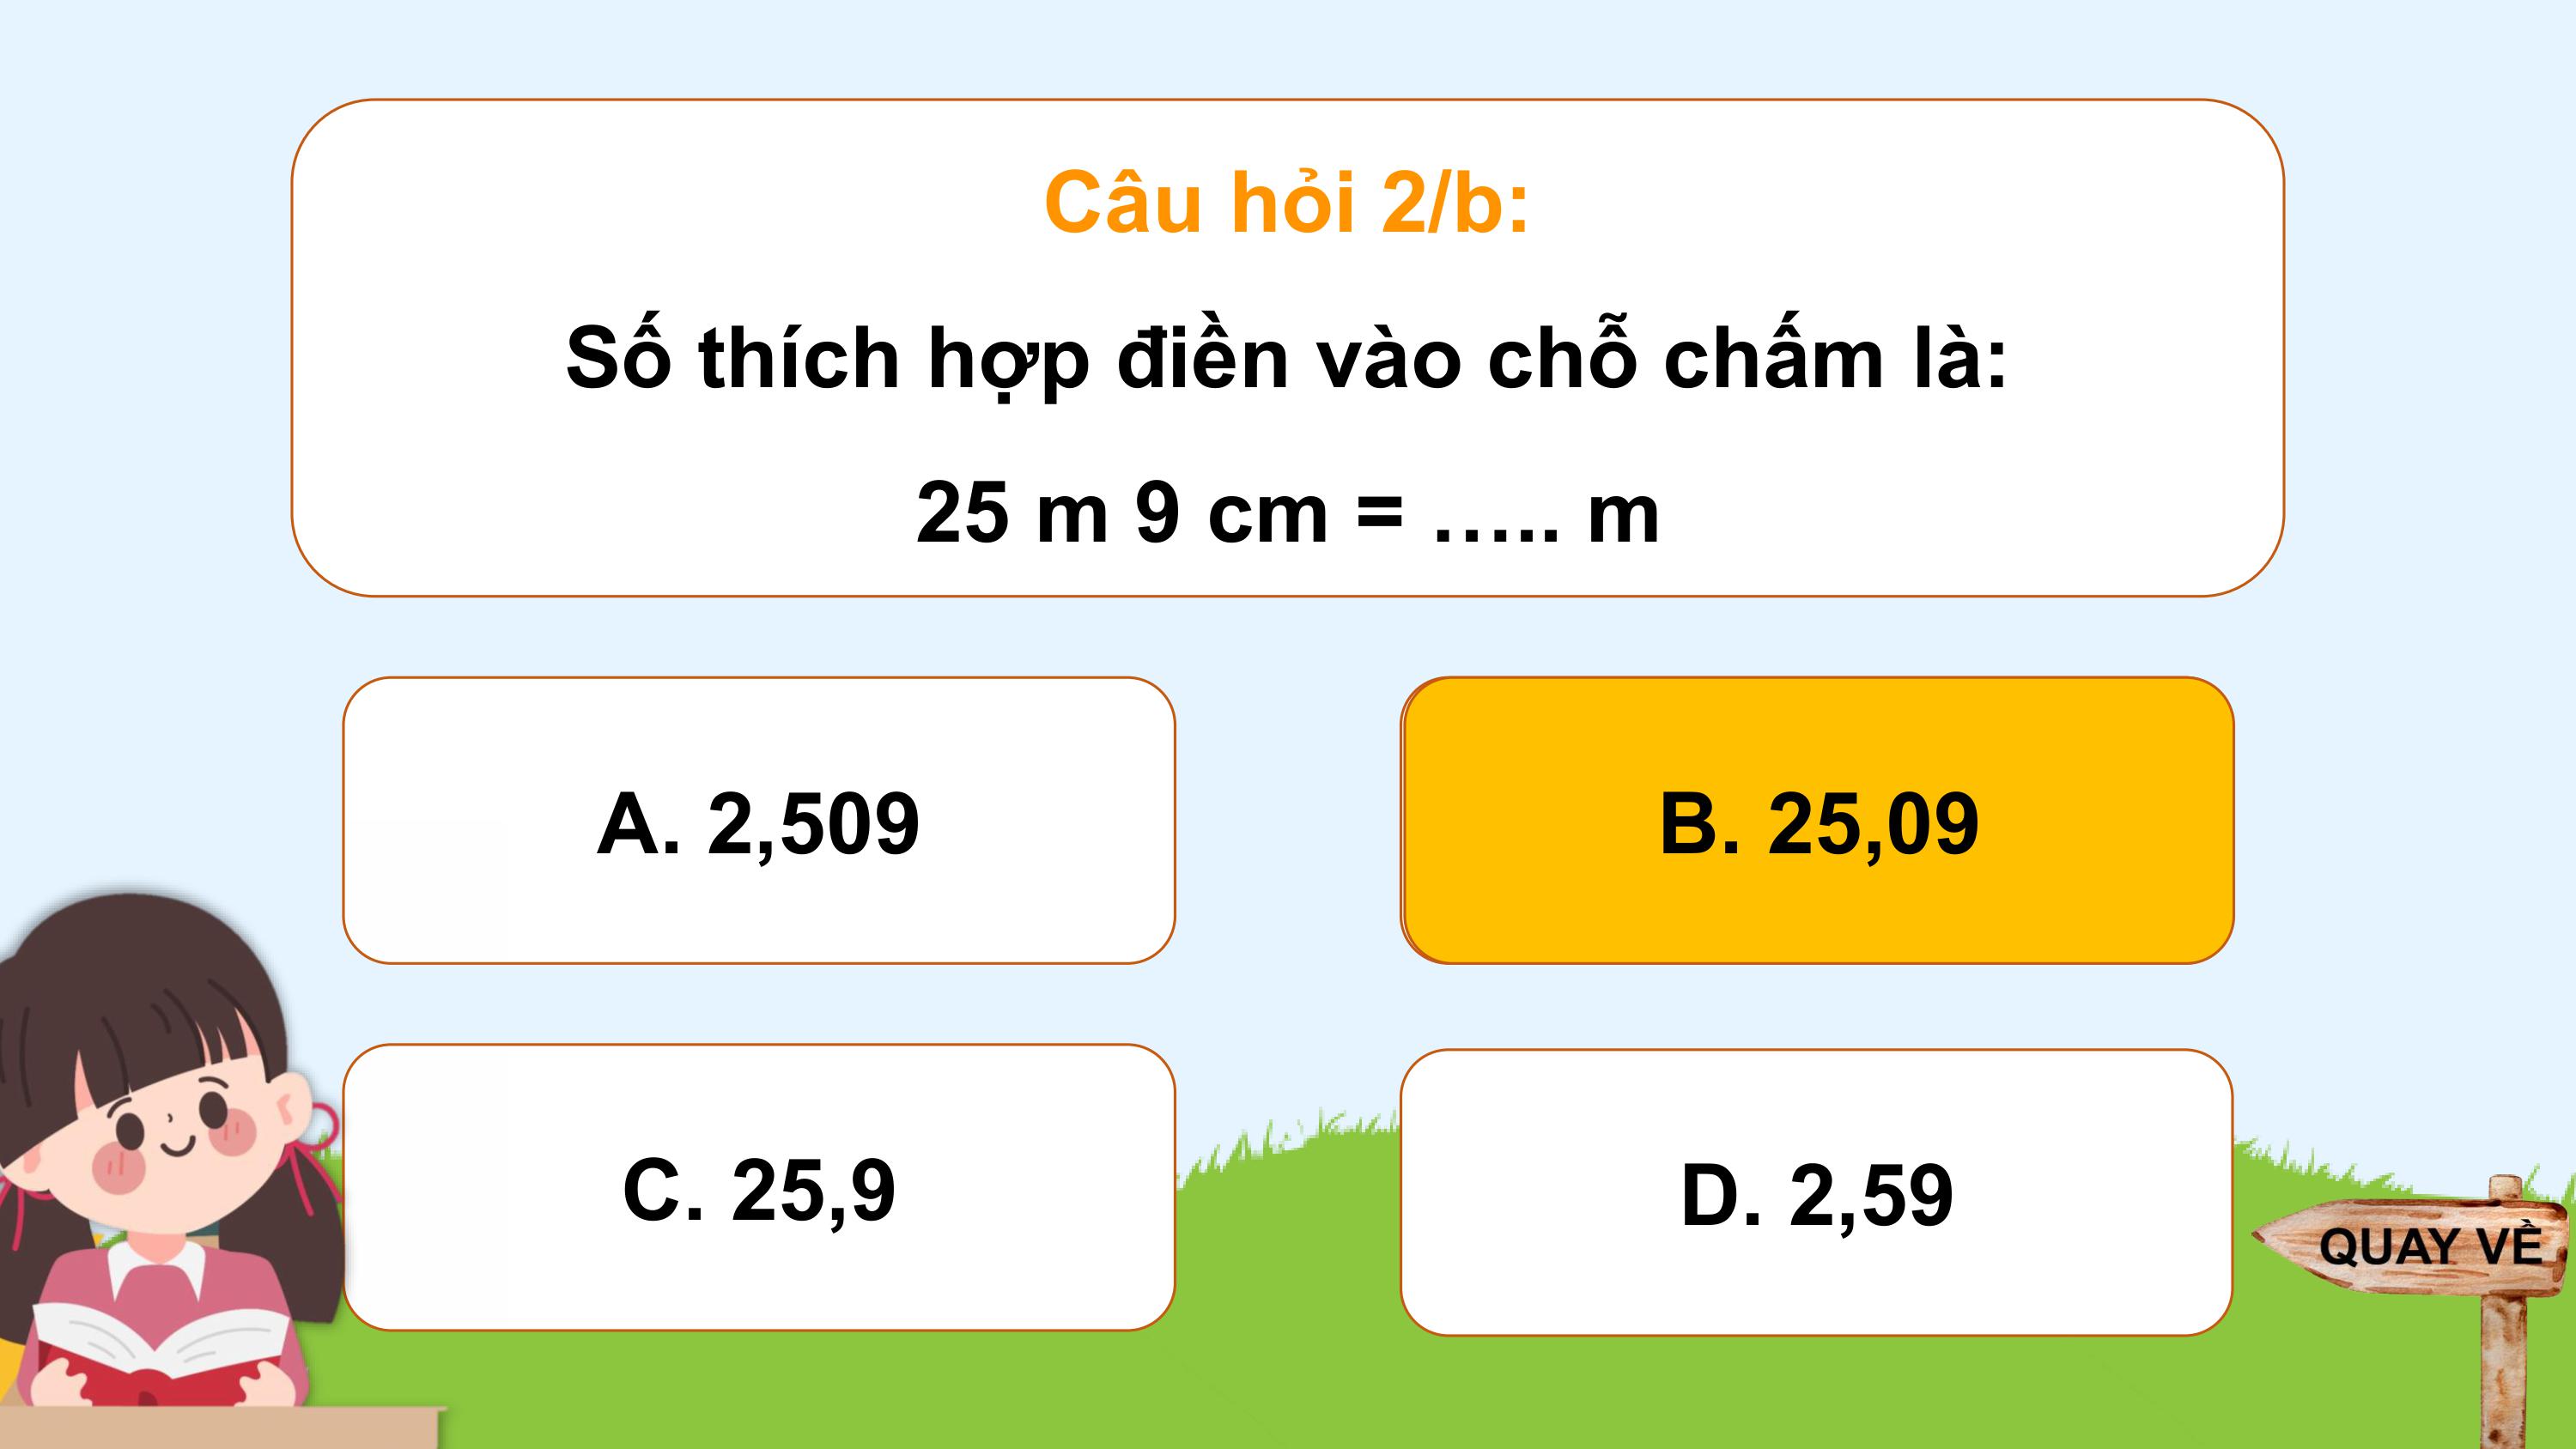 Câu hỏi 2/b:
Số thích hợp điền vào chỗ chấm là:
25 m 9 cm = ….. m
A. 2,509
B. 25,09
C. 25,9
D. 2,59
QUAY VỀ